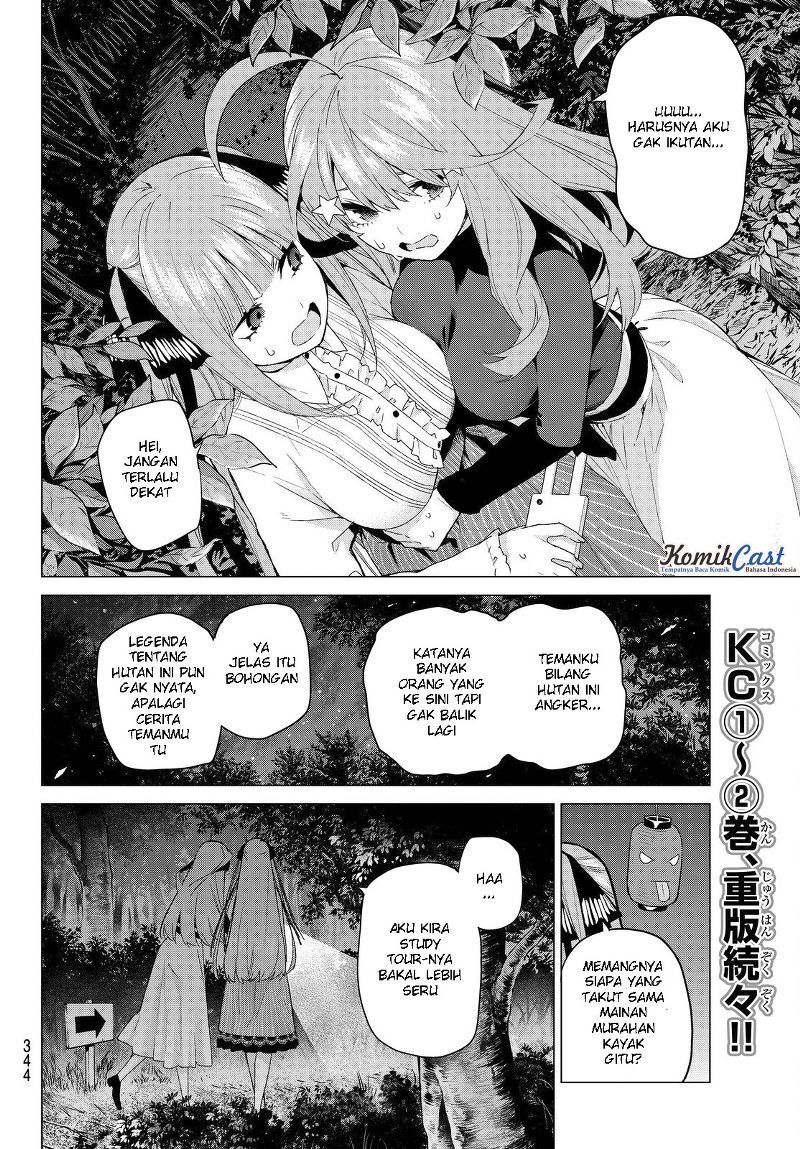 UUUU...
HARUSNYA AKU
GAK IKUTAN...
HEI,
JANGAN
TERLALU
DEKAT
KomikCast
Tempatnya Baca Komik Bahasa Indonesia
TEMANKU
BILANG
HUTAN INI
ANGKER...
KATANYA
BANYAK
ORANG YANG
KE SINI TAPI
GAK BALIK
LAGI
YA
JELAS ITU
BOHONGAN
LEGENDA
TENTANG
HUTAN INI PUN
GAK NYATA,
APALAGI
CERITA
TEMANMU
TU
MEMANGNYA
SIAPA YANG
TAKUT SAMA
MAINAN
MURAHAN
KAYAK
GITU?
HAA
...
AKU KIRA
STUDY
TOUR-NYA
BAKAL LEBIH
SERU
コミックス
KC①〜②巻、重版続々!!
かん じゅうはんぞくぞく
344